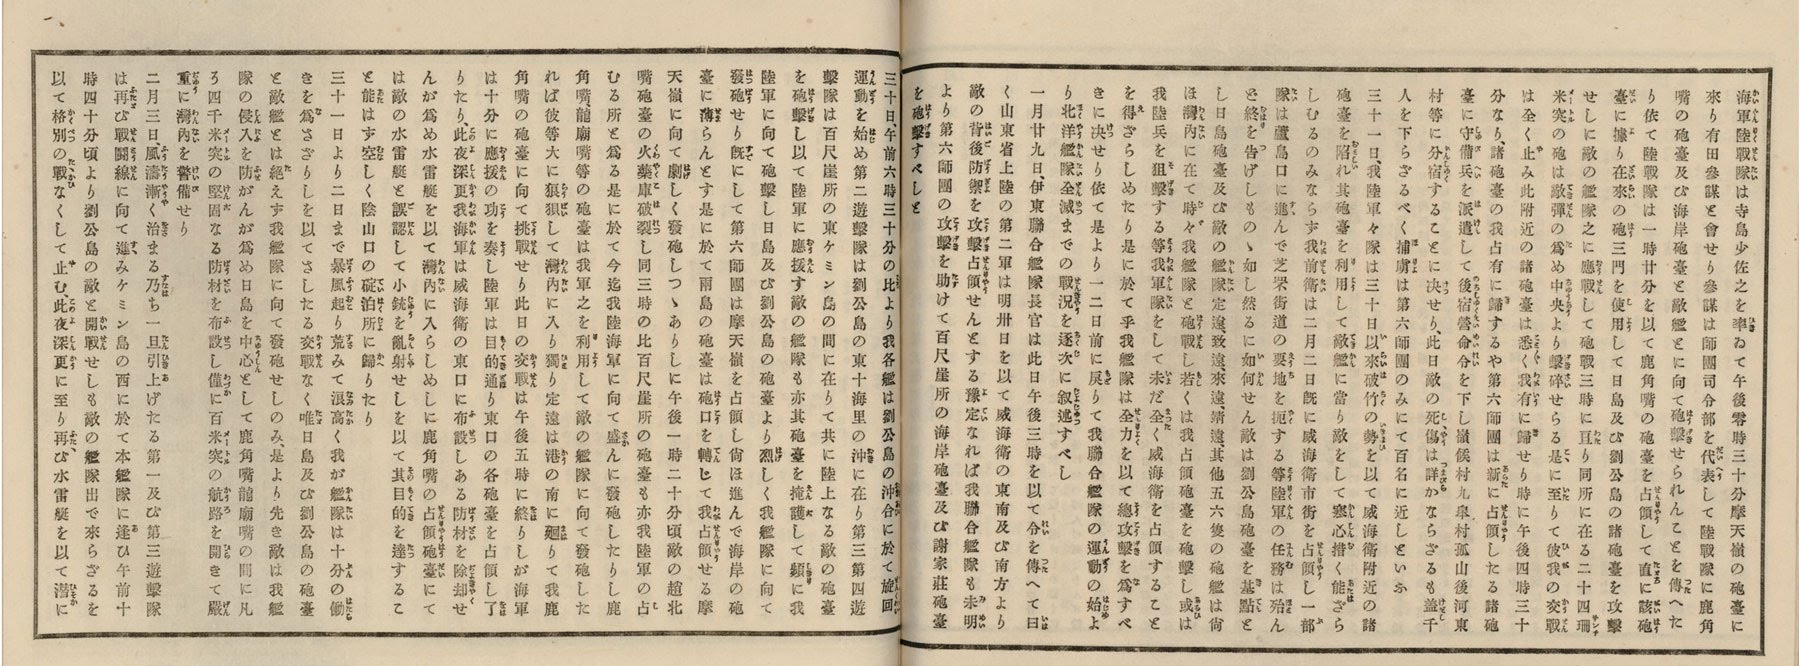 海軍陸戰隊は寺島少佐之を率ゐて午後零時三十分摩天嶺の砲臺に
來り有田參謀と會せり參謀は師團司令部を代表して陸戰隊に鹿角
嘴の砲臺及び海岸砲臺と敵艦とに向て砲擊せられんことを傳へた
り依て陸戰隊は一時廿分を以て鹿角嘴の砲臺を占領して直に該砲
臺に據り在來の砲三門を使用して日島及び劉公島の諸砲臺を攻擊
せしに敵の艦隊之に應戰して砲戰三時に亘り同所に在る二十四珊
米突の砲は敵彈の爲め中央より擊碎せらる是に至りて彼我の交戰
は全く止み此附近の諸砲臺は悉く我有に歸せり時に午後四時三十
分なり、諸砲臺の我占有に歸するや第六師團は新に占領したる諸砲
臺に守備兵を派遣して後宿營命令を下し嶺後村九皋村孤山後河東
村等に分宿することに決せり、此日敵の死傷は詳かならざるも盖千
人を下らざるべく捕虜は第六師團のみにて百名に近しといふ
三十一日、我陸軍々隊は三十日以來破竹の勢を以て威海衛附近の諸
砲臺を陷れ其砲臺を利用して敵艦に當り敵をして寒心措く能ざら
しむるのみならず我前衛は二月二日既に威海衛市街を占領し一部
隊は盧島口に進んで芝罘街道の要地を扼する等陸軍の任務は殆ん
ど終を告げしものゝ如し然るに如何せん敵は劉公島砲臺を基點と
し日島砲臺及び敵の艦隊定遠、致遠、來遠、靖遠、其他五六隻の砲艦は尙
ほ灣內に在て時々我艦隊と砲戰し若くは我占領砲臺を砲擊し或は
我陸兵を狙擊する等我軍隊をして未だ全く威海衛を占領すること
を得ざらしめたり是に於て乎我艦隊は全力を以て總攻擊を爲すべ
きに決せり依て是より一二日前に戻りて我聯合艦隊の運動の始よ
り北洋艦隊全滅までの戰況を逐次に叙述すべし
一月廿九日、伊東聯合艦隊長官は此日午後三時を以て令を傳へて曰
く山東省上陸の第二軍は明卅日を以て威海衛の東南及び南方より
敵の背後防禦を攻擊占領せんとする豫定なれば我聯合艦隊も未明
より第六師團の攻擊を助けて百尺崖所の海岸砲臺及び謝家莊砲臺
を砲擊すべしと
三十日、午前六時三十分の比より我各艦は劉公島の沖合に於て旋回
運動を始め第二遊擊隊は劉公島の東十海里の沖に在り第三第四遊
擊隊は百尺崖所の東ケミン島の間に在りて共に陸上なる敵の砲臺
を砲擊し以て陸軍に應援す敵の艦隊も亦其砲臺を掩護して頻に我
陸軍に向て砲擊し日島及び劉公島の砲臺より烈しく我艦隊に向て
發砲せり既にして第六師團は摩天嶺を占領し尙ほ進んで海岸の砲
臺に薄らんとす是に於て兩島の砲臺は砲口を轉じて我占領せる摩
天嶺に向て劇しく發砲しつゝありしに午後一時二十分頃敵の趙北
嘴砲臺の火藥庫破裂し同三時の比百尺崖所の砲臺も亦我陸軍の占
むる所と爲る是に於て今迄我陸海軍に向て盛んに發砲したりし鹿
角嘴、龍廟嘴等の砲臺は我軍之を利用して敵の艦隊に向て發砲した
れば彼等大に狼狽して灣內に入り獨り定遠は港の南に廻りて我鹿
角嘴の砲臺に向て挑戰せり此日の交戰は午後五時に終りしが海軍
は十分に應援の功を奏し陸軍は目的通り東口の各砲臺を占領し了
りたり、此夜深更我海軍は威海衛の東口に布設しある防材を除却せ
んが爲め水雷艇を以て灣內に入らしめしに鹿角嘴の占領砲臺にて
は敵の水雷艇と誤認して小銃を亂射せしを以て其目的を達するこ
と能はず空しく陰山口の碇泊所に歸りたり
三十一日より二日まで暴風起り荒みて浪高く我が艦隊は十分の働
きを爲さざりしを以てさしたる交戰なく唯日島及び劉公島の砲臺
と敵艦とは絕えず我艦隊に向て發砲せしのみ、是より先き敵は我艦
隊の侵入を防がんが爲め日島を中心として鹿角嘴龍廟嘴の間に凡
ろ四千米突の堅固なる防材を布設し僅に百米突の航路を開きて嚴
重に灣內を警備せり
二月三日風濤漸く治まる乃ち一旦引上げたる第一及び第三遊擊隊
は再び戰鬪線に向て進みケミン島の西に於て本艦隊に逢ひ午前十
時四十分頃より劉公島の敵と開戰せしも敵の艦隊出で來らざるを
以て格別の戰なくして止む、此夜深更に至り再び水雷艇を以て潛に